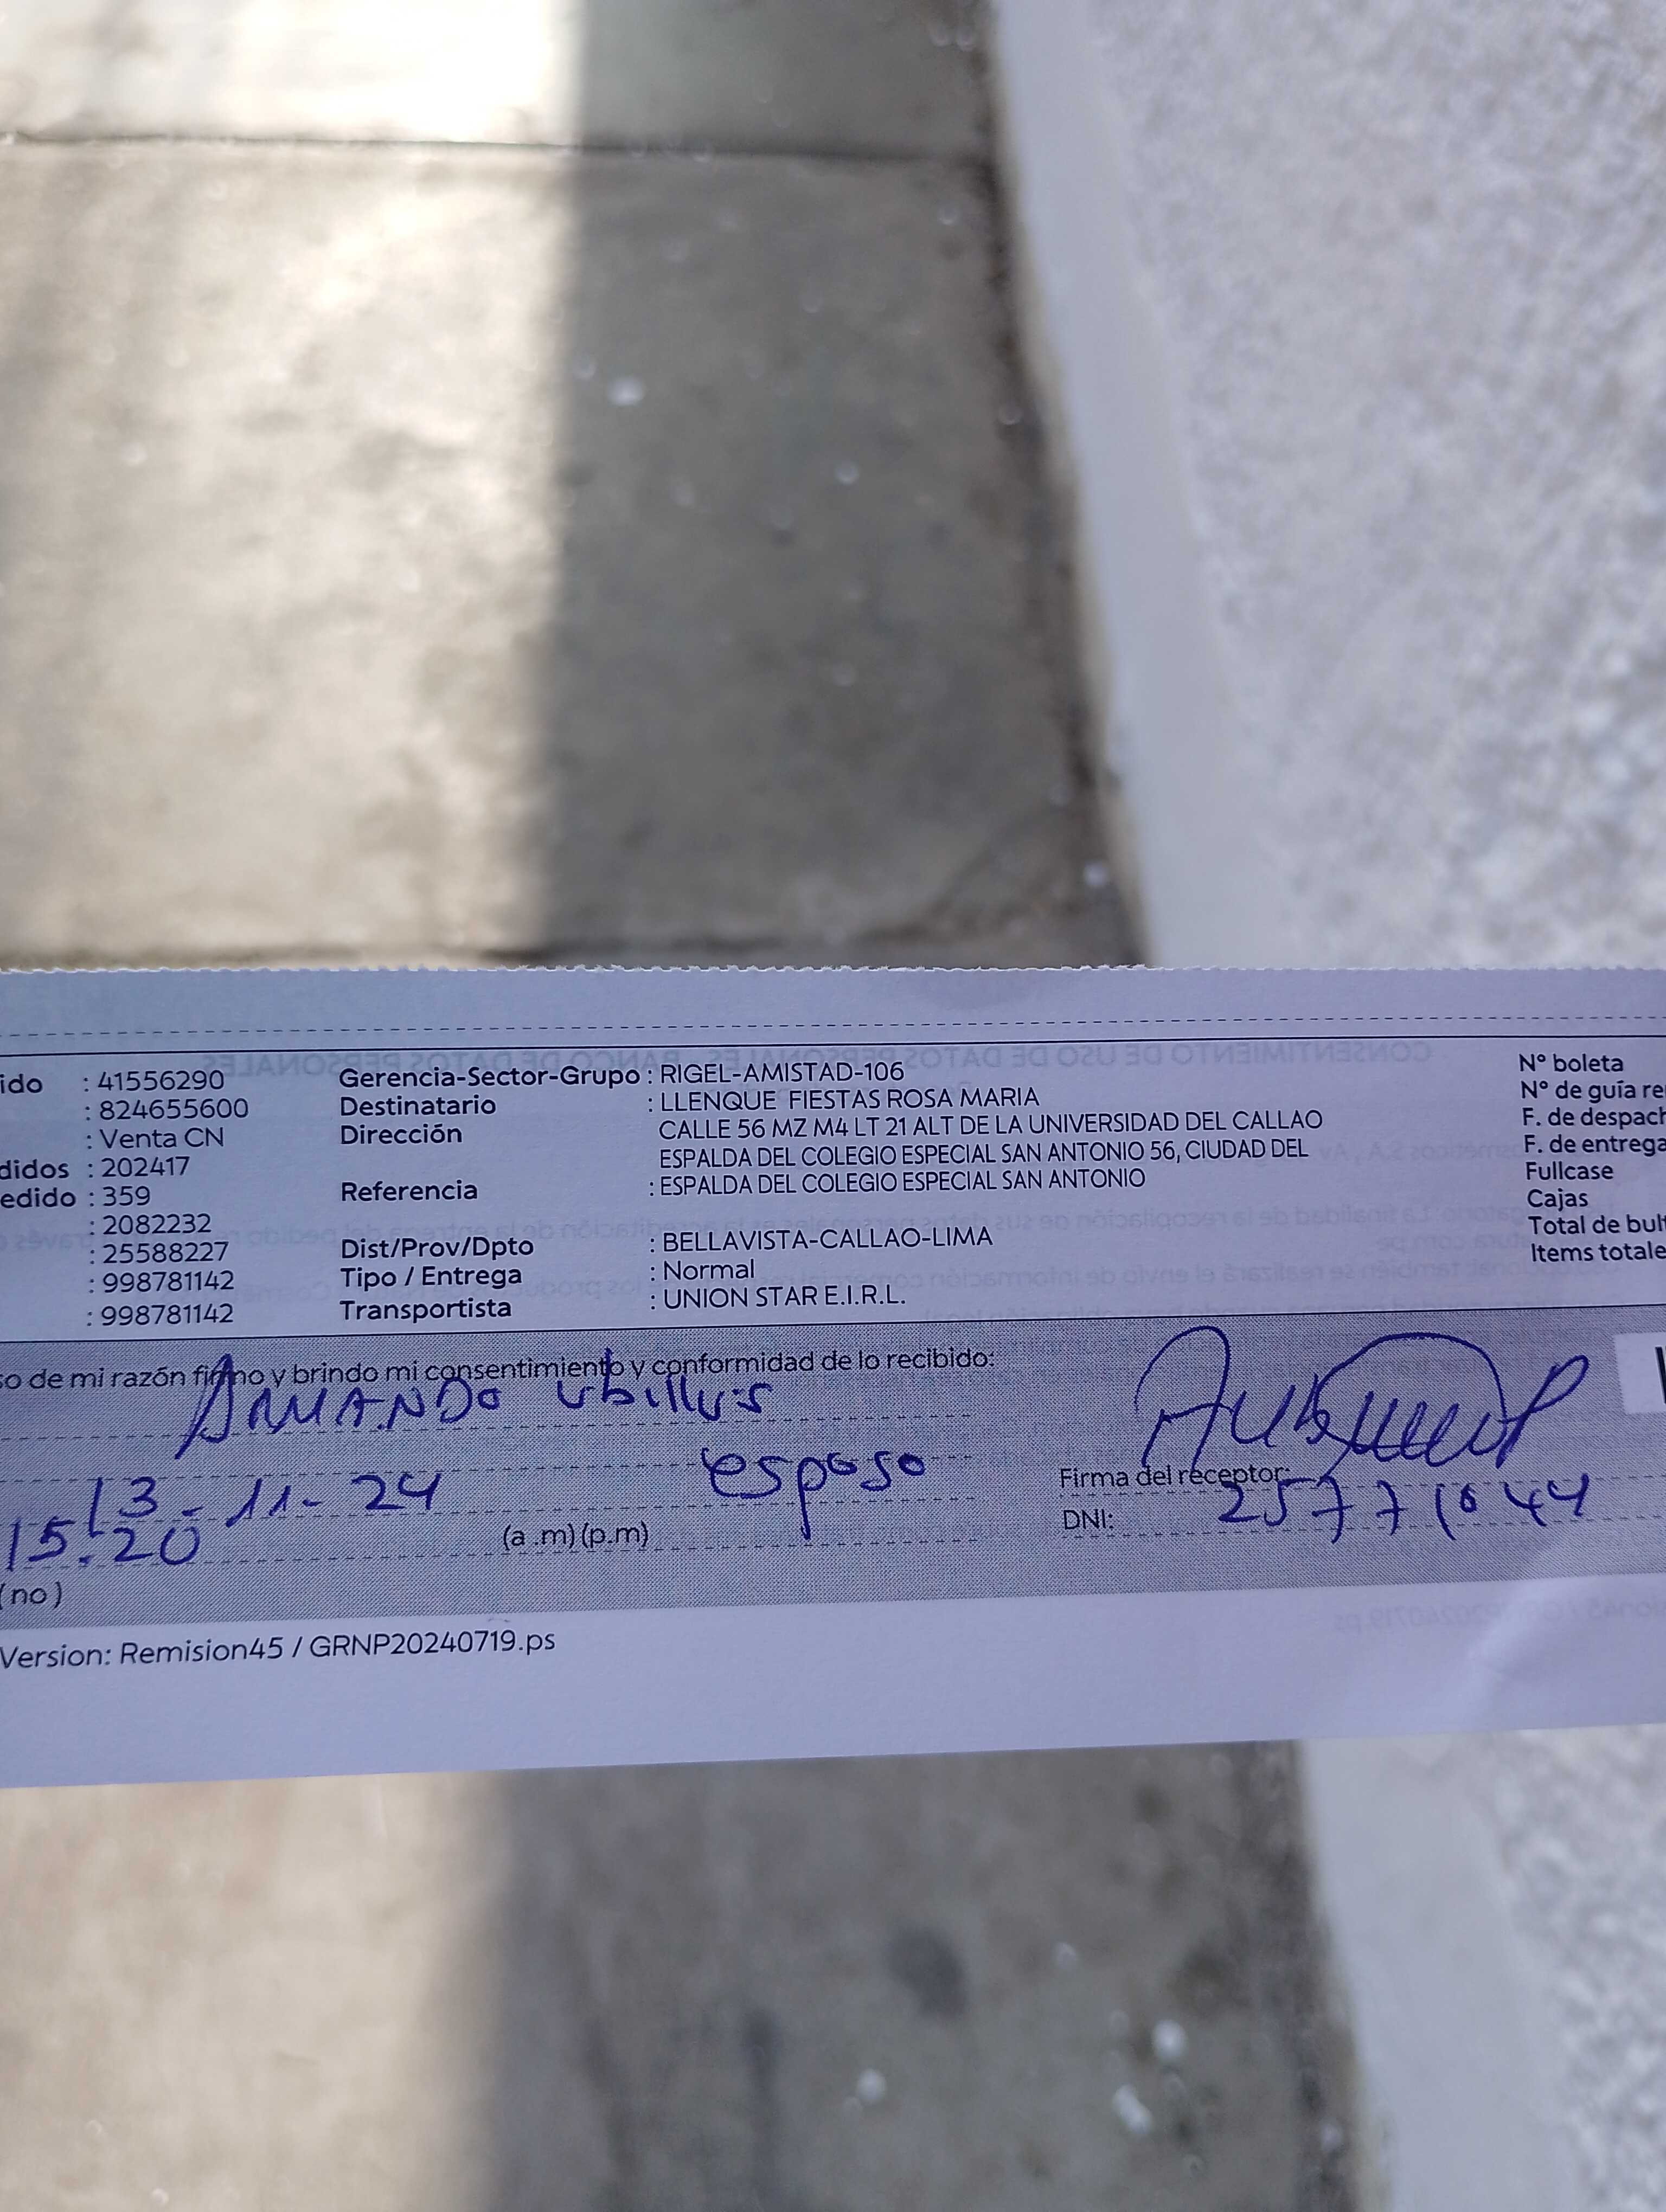 ido : 41556290 Gerencia-Sector-Grupo : RIGEL-AMISTAD-106 N° boleta
: 824655600 Destinatario : LLENQUE FIESTAS ROSA MARIA N° de guía re
: Venta CN Dirección CALLE 56 MZ M4 LT 21 ALT DE LA UNIVERSIDAD DEL CALLAO F. de despach
didos : 202417 ESPALDA DEL COLEGIO ESPECIAL SAN ANTONIO 56, CIUDAD DEL F. de entrega
edido : 359 Referencia : ESPALDA DEL COLEGIO ESPECIAL SAN ANTONIO Fullcase
: 2082232 Cajas
: 25588227 Dist/Prov/Dpto : BELLAVISTA-CALLAO-LIMA Total de bult
: 998781142 Tipo / Entrega : Normal Items totale
: 998781142 Transportista : UNION STAR E.I.R.L.
so de mi razón firmo y brindo mi consentimiento y conformidad de lo recibido:
ARMANDO Ubillus
13-11-24 esposo Firma del receptor:
15.20 (a .m) (p.m) DNI: 25771044
(no)
Version: Remision45 / GRNP20240719.ps